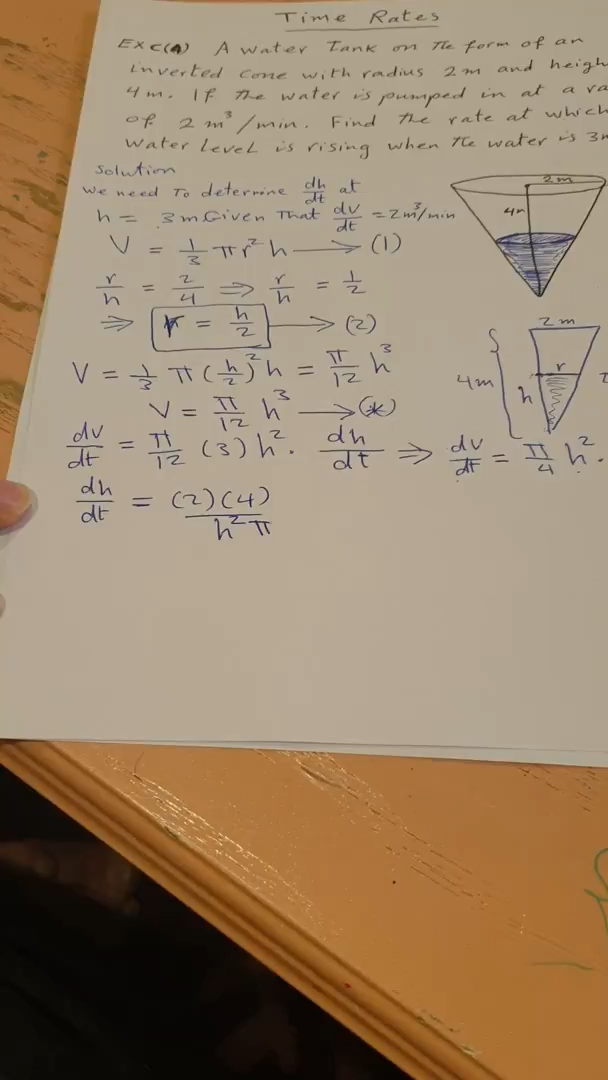 Time Rates
Ex c(A) A water Tank on the form of an
inverted cone with radius 2m and heigh
4m. If the water is pumped in at a ra
of 2 m³/min. Find the rate at which
Water Level is rising when the water is 3m
Solution
We need To determine dh/dt at
h = 3m Given That dv/dt = 2m³/min
V = 1/3 π r² h → (1)
r/h = 2/4 ⇒ r/h = 1/2
⇒ r = h/2 → (2)
V = 1/3 π (h/2)² h = π/12 h³
V = π/12 h³ → (*)
dv/dt = π/12 (3) h² · dh/dt ⇒ dv/dt = π/4 h² ·
dh/dt = (2)(4)/h² π
2m
4m
2m
4m
r
h